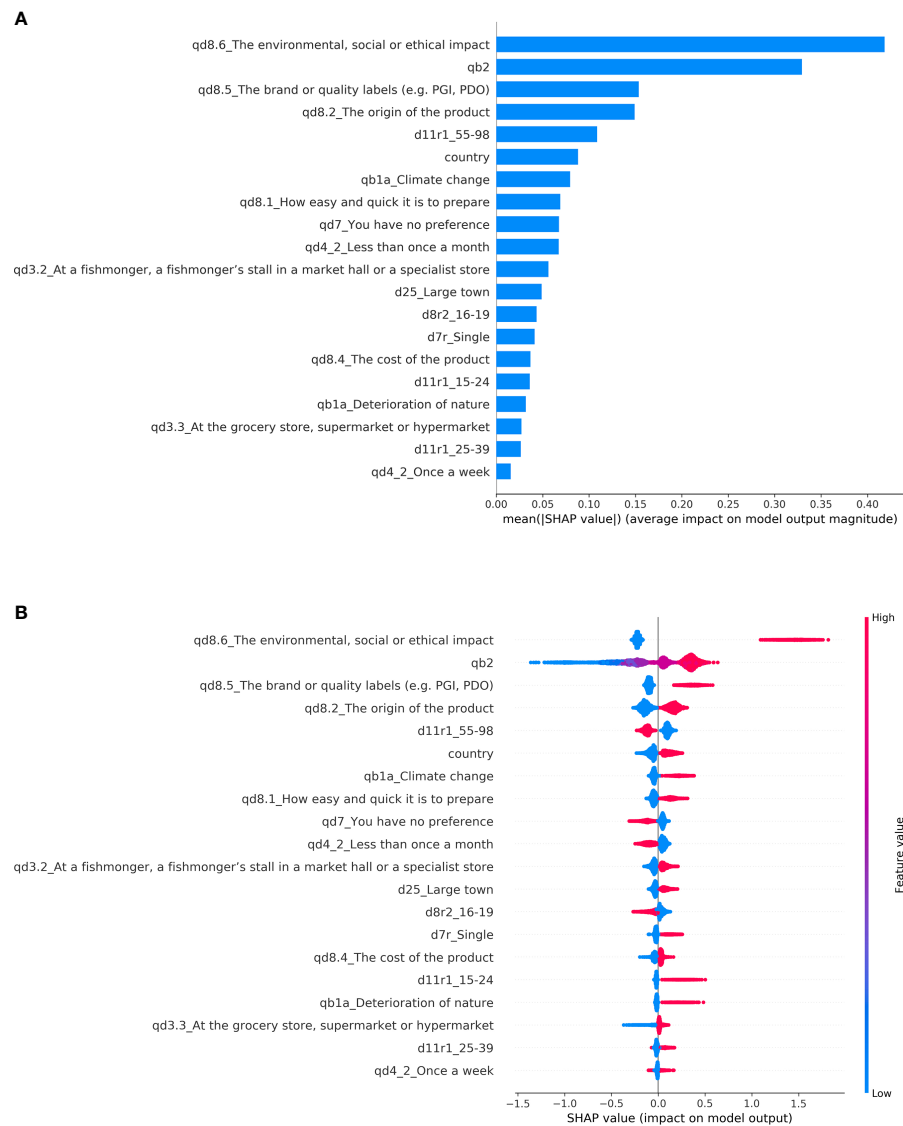 A
qd8.6_The environmental, social or ethical impact
qb2
qd8.5_The brand or quality labels (e.g. PGI, PDO)
qd8.2_The origin of the product
d11r1_55-98
country
qb1a_Climate change
qd8.1_How easy and quick it is to prepare
qd7_You have no preference
qd4_2_Less than once a month
qd3.2_At a fishmonger, a fishmonger’s stall in a market hall or a specialist store
d25_Large town
d8r2_16-19
d7r_Single
qd8.4_The cost of the product
d11r1_15-24
qb1a_Deterioration of nature
qd3.3_At the grocery store, supermarket or hypermarket
d11r1_25-39
qd4_2_Once a week
0.00 0.05 0.10 0.15 0.20 0.25 0.30 0.35 0.40
mean(|SHAP value|) (average impact on model output magnitude)
B
High
qd8.6_The environmental, social or ethical impact
qb2
qd8.5_The brand or quality labels (e.g. PGI, PDO)
qd8.2_The origin of the product
d11r1_55-98
country
qb1a_Climate change
qd8.1_How easy and quick it is to prepare
qd7_You have no preference
qd4_2_Less than once a month
qd3.2_At a fishmonger, a fishmonger’s stall in a market hall or a specialist store
d25_Large town
d8r2_16-19
d7r_Single
qd8.4_The cost of the product
d11r1_15-24
qb1a_Deterioration of nature
qd3.3_At the grocery store, supermarket or hypermarket
d11r1_25-39
qd4_2_Once a week
Feature value
Low
−1.5 −1.0 −0.5 0.0 0.5 1.0 1.5
SHAP value (impact on model output)